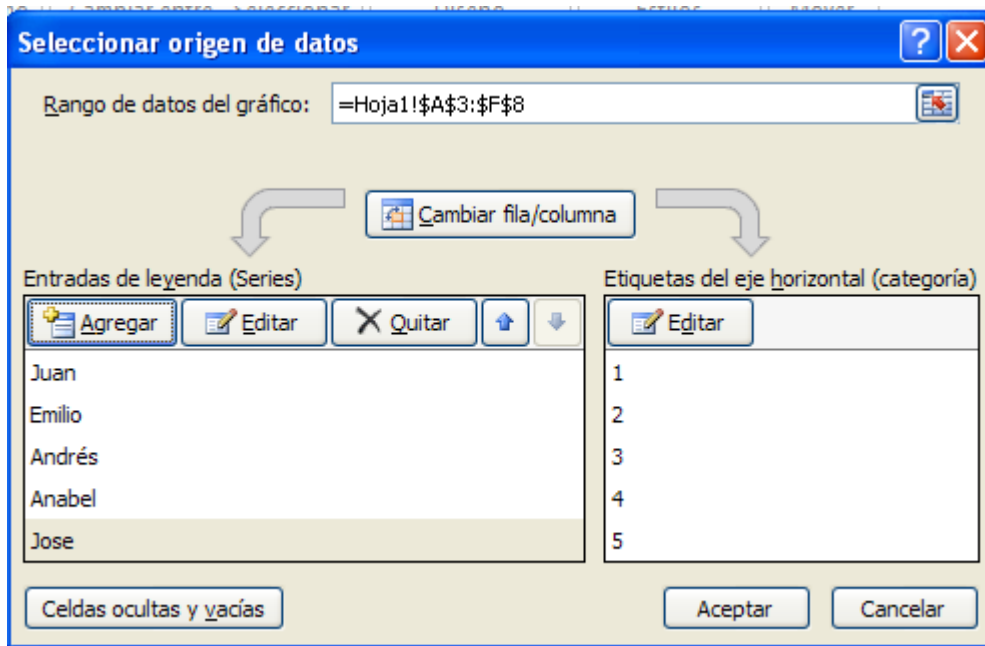 Seleccionar origen de datos
Rango de datos del gráfico: =Hoja1!$A$3:$F$8
Cambiar fila/columna
Entradas de leyenda (Series)
Agregar Editar Quitar
Juan
Emilio
Andrés
Anabel
Jose
Etiquetas del eje horizontal (categoría)
Editar
1
2
3
4
5
Celdas ocultas y vacías
Aceptar Cancelar